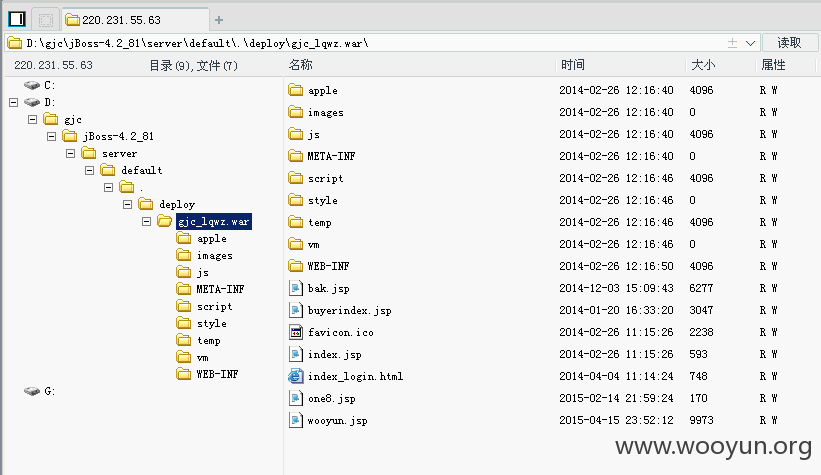 220.231.55.63
D:\gjc\jBoss-4.2_81\server\default\.\deploy\gjc_lqwz.war\ 读取
220.231.55.63 目录(9),文件(7) 名称 时间 大小 属性
C:
D:
gjc
jBoss-4.2_81
server
default
.
deploy
gjc_lqwz.war
apple
images
js
META-INF
script
style
temp
vm
WEB-INF
G:
apple 2014-02-26 12:16:40 4096 R W
images 2014-02-26 12:16:40 0 R W
js 2014-02-26 12:16:40 4096 R W
META-INF 2014-02-26 12:16:40 0 R W
script 2014-02-26 12:16:46 4096 R W
style 2014-02-26 12:16:46 0 R W
temp 2014-02-26 12:16:46 4096 R W
vm 2014-02-26 12:16:46 0 R W
WEB-INF 2014-02-26 12:16:50 4096 R W
bak.jsp 2014-12-03 15:09:43 6277 R W
buyerindex.jsp 2014-01-20 16:33:20 3047 R W
favicon.ico 2014-02-26 11:15:26 2238 R W
index.jsp 2014-02-26 11:15:26 593 R W
index_login.html 2014-04-04 11:14:24 748 R W
one8.jsp 2015-02-14 21:59:24 170 R W
wooyun.jsp 2015-04-15 23:52:12 9973 R W
www.wooyun.org